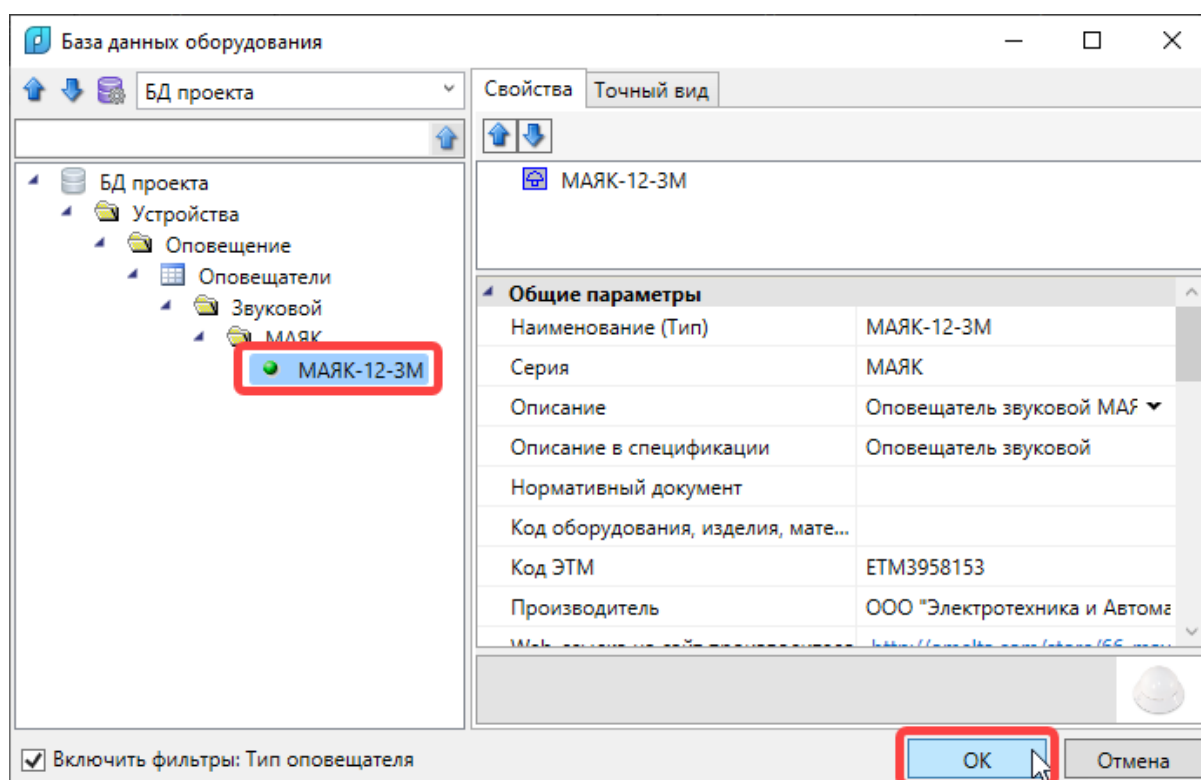 База данных оборудования
БД проекта
Свойства Точный вид
БД проекта
Устройства
Оповещение
Оповещатели
Звуковой
МАЯК
МАЯК-12-3М
МАЯК-12-3М
Общие параметры
Наименование (Тип) МАЯК-12-3М
Серия МАЯК
Описание Оповещатель звуковой
Описание в спецификации Оповещатель звуковой
Нормативный документ
Код оборудования, изделия, мате...
Код ЭТМ ETM3958153
Производитель ООО "Электротехника и Автома
Включить фильтры: Тип оповещателя
ОК Отмена